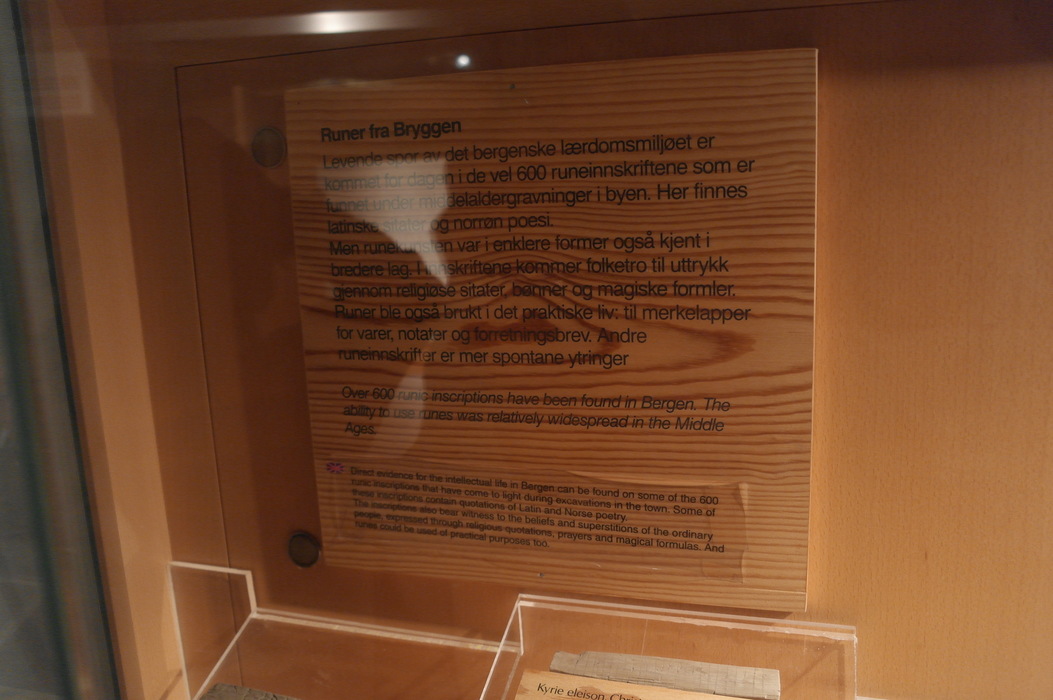 Runer fra Bryggen
Levende spor av det bergenske lærdomsmiljøet er
kommet for dagen i de vel 600 runeinnskriftene som er
funnet under middelaldergravninger i byen. Her finnes
latinske sitater og norrøn poesi.
Men runekunsten var i enklere former også kjent i
bredere lag. I innskriftene kommer folketro til uttrykk
gjennom religiøse sitater, bønner og magiske formler.
Runer ble også brukt i det praktiske liv: til merkelapper
for varer, notater og forretningsbrev. Andre
runeinnskrifter er mer spontane ytringer
Over 600 runic inscriptions have been found in Bergen. The
ability to use runes was relatively widespread in the Middle
Ages.
Direct evidence for the intellectual life in Bergen can be found on some of the 600
runic inscriptions that have come to light during excavations in the town. Some of
these inscriptions contain quotations of Latin and Norse poetry.
The inscriptions also bear witness to the beliefs and superstitions of the ordinary
people, expressed through religious quotations, prayers and magical formulas. And
runes could be used of practical purposes too.
Kyrie eleison, Chri